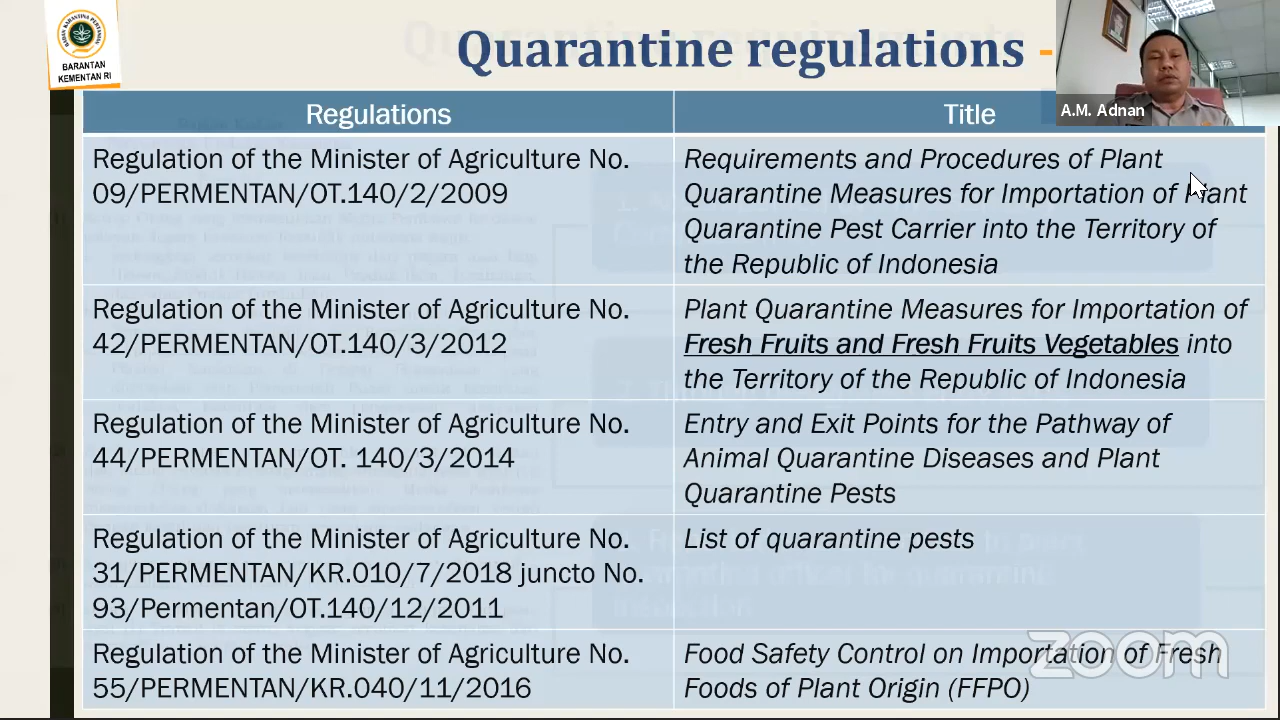 BADAN KARANTINA PERTANIAN
BARANTAN
KEMENTAN RI
Quarantine regulations -
A.M. Adnan
Regulations
Title
Regulation of the Minister of Agriculture No.
09/PERMENTAN/OT.140/2/2009
Requirements and Procedures of Plant
Quarantine Measures for Importation of Plant
Quarantine Pest Carrier into the Territory of
the Republic of Indonesia
Regulation of the Minister of Agriculture No.
42/PERMENTAN/OT.140/3/2012
Plant Quarantine Measures for Importation of
Fresh Fruits and Fresh Fruits Vegetables into
the Territory of the Republic of Indonesia
Regulation of the Minister of Agriculture No.
44/PERMENTAN/OT. 140/3/2014
Entry and Exit Points for the Pathway of
Animal Quarantine Diseases and Plant
Quarantine Pests
Regulation of the Minister of Agriculture No.
31/PERMENTAN/KR.010/7/2018 juncto No.
93/Permentan/OT.140/12/2011
List of quarantine pests
Regulation of the Minister of Agriculture No.
55/PERMENTAN/KR.040/11/2016
Food Safety Control on Importation of Fresh
Foods of Plant Origin (FFPO)
zoom